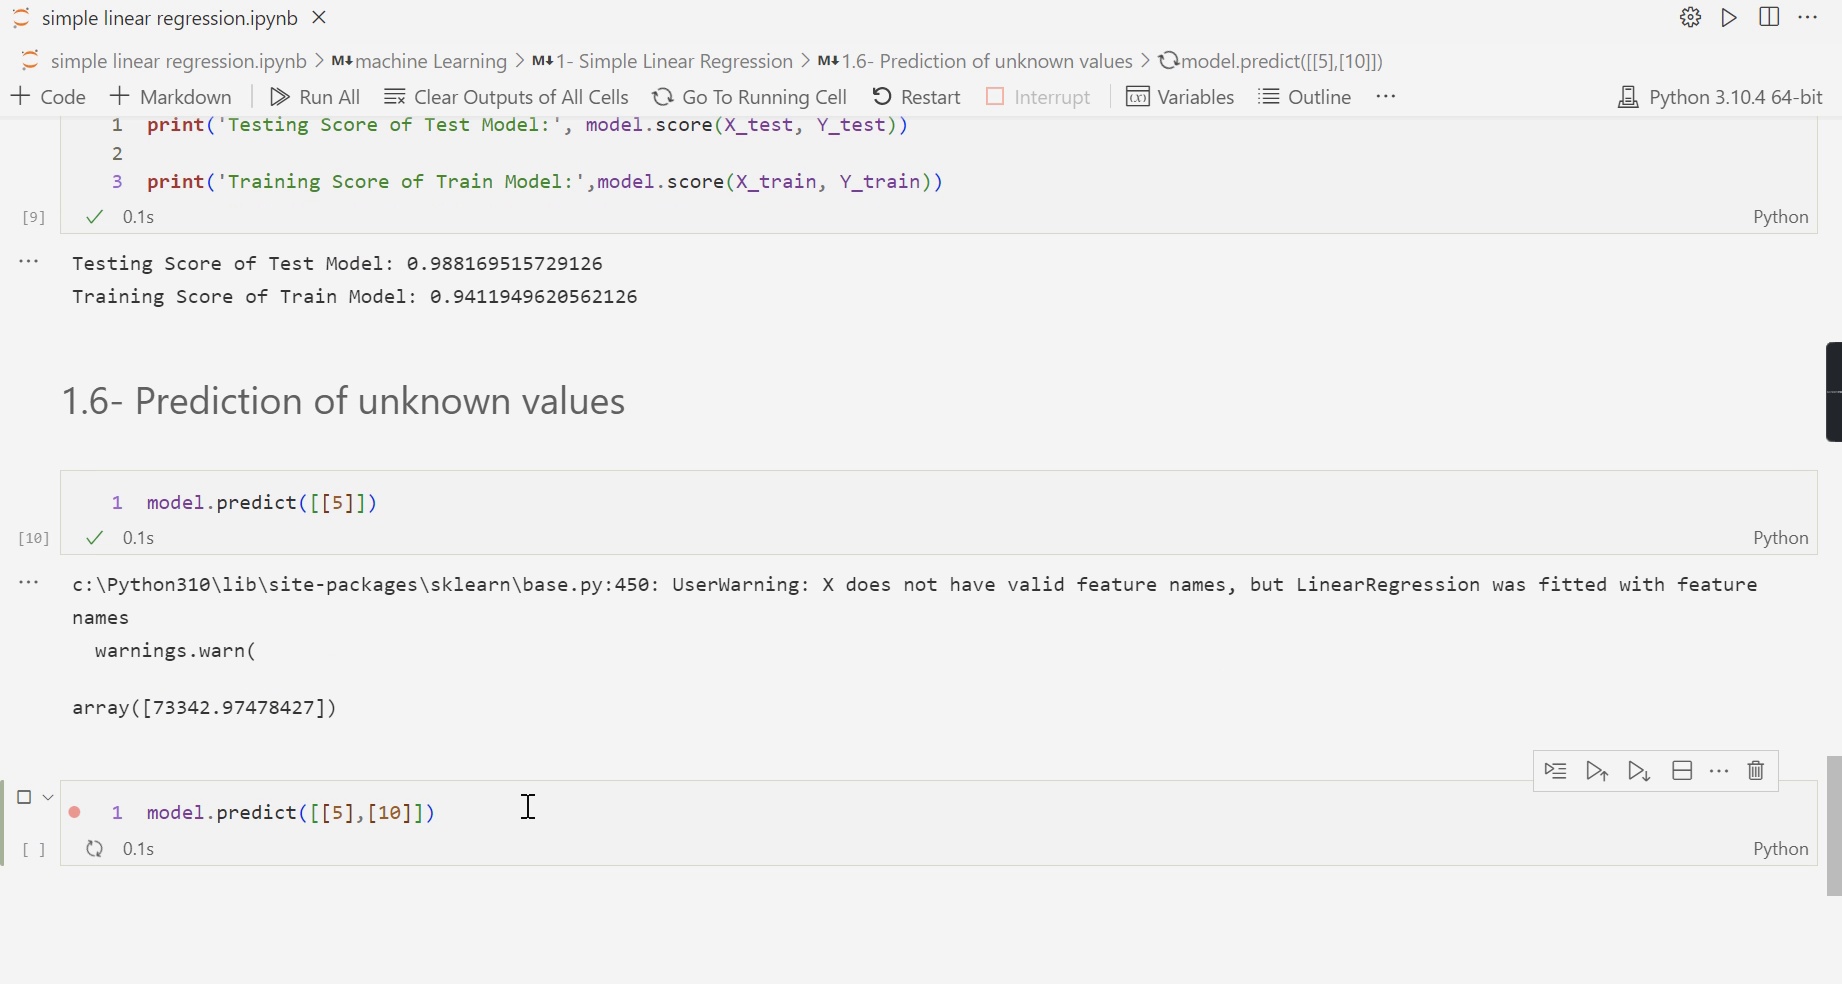 simple linear regression.ipynb
simple linear regression.ipynb > M↓machine Learning > M↓1- Simple Linear Regression > M↓1.6- Prediction of unknown values > model.predict([[5],[10]])
Code Markdown Run All Clear Outputs of All Cells Go To Running Cell Restart Interrupt Variables Outline ··· Python 3.10.4 64-bit
1 print('Testing Score of Test Model:', model.score(X_test, Y_test))
2
3 print('Training Score of Train Model:',model.score(X_train, Y_train))
[9] 0.1s Python
Testing Score of Test Model: 0.988169515729126
Training Score of Train Model: 0.9411949620562126
1.6- Prediction of unknown values
1 model.predict([[5]])
[10] 0.1s Python
c:\Python310\lib\site-packages\sklearn\base.py:450: UserWarning: X does not have valid feature names, but LinearRegression was fitted with feature
names
warnings.warn(
array([73342.97478427])
1 model.predict([[5],[10]])
[ ] 0.1s Python